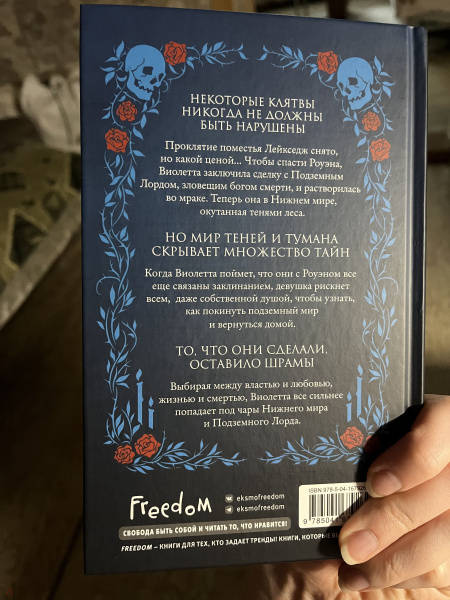 НЕКОТОРЫЕ КЛЯТВЫ
НИКОГДА НЕ ДОЛЖНЫ
БЫТЬ НАРУШЕНЫ
Проклятие поместья Лейкседж снято,
но какой ценой... Чтобы спасти Роуэна,
Виолетта заключила сделку с Подземным
Лордом, зловещим богом смерти, и растворилась
во мраке. Теперь она в Нижнем мире,
окутанная тенями леса.
НО МИР ТЕНЕЙ И ТУМАНА
СКРЫВАЕТ МНОЖЕСТВО ТАЙН
Когда Виолетта поймет, что они с Роуэном все
еще связаны заклинанием, девушка рискнет
всем, даже собственной душой, чтобы узнать,
как покинуть подземный мир
и вернуться домой.
ТО, ЧТО ОНИ СДЕЛАЛИ,
ОСТАВИЛО ШРАМЫ
Выбирая между властью и любовью,
жизнью и смертью, Виолетта все сильнее
попадает под чары Нижнего мира
и Подземного Лорда.
Freedom
eksmofreedom
eksmofreedom
ISBN 978-5-04-
СВОБОДА БЫТЬ СОБОЙ И ЧИТАТЬ ТО, ЧТО НРАВИТСЯ!
FREEDOM – КНИГИ ДЛЯ ТЕХ, КТО ЗАДАЕТ ТРЕНДЫ! КНИГИ, КОТОРЫЕ